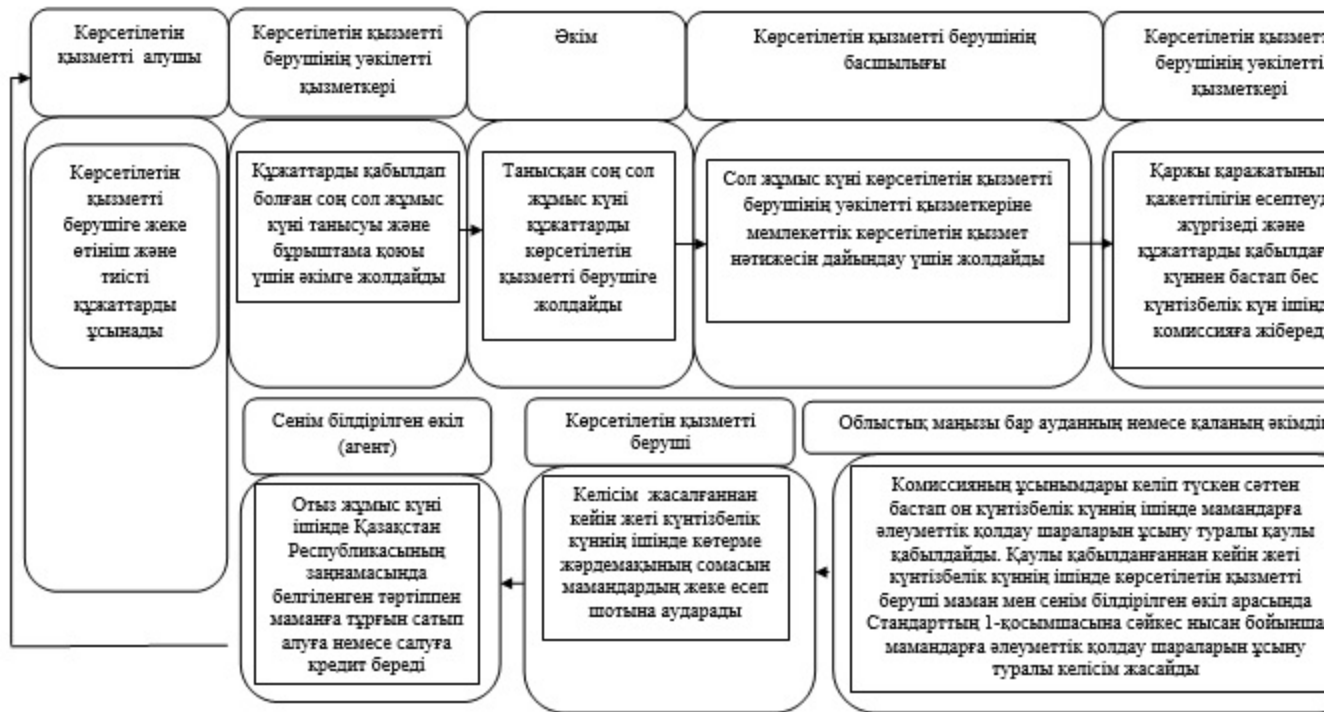 Көрсетілетін
қызметті алушы
Көрсетілетін қызметті
берушінің уәкілетті
қызметкері
Әкім
Көрсетілетін қызметті берушінің
басшылығы
Көрсетілетін
берушінің уәкілетті
қызметкері
Көрсетілетін
қызметті
берушіге жеке
өтініш және
тиісті
құжаттарды
ұсынады
Құжаттарды қабылдап
болған соң сол жұмыс
күні танысуы және
бұрыштама қоюы
үшін әкімге жолдайды
Танысқан соң сол
жұмыс күні
құжаттарды
көрсетілетін
қызметті берушіге
жолдайды
Сол жұмыс күні көрсетілетін қызметті
берушінің уәкілетті қызметкеріне
мемлекеттік көрсетілетін қызмет
нәтижесін дайындау үшін жолдайды
Қаржы
қажеттілігін
жүргізеді және
құжаттарды
күннен бастап бес
күнтізбелік күн
комиссияға
Сенім білдірілген өкіл
(агент)
Көрсетілетін қызметті
беруші
Облыстық маңызы бар ауданның немесе қаланың
Отыз жұмыс күні
ішінде Қазақстан
Республикасының
заңнамасында
белгіленген тәртіппен
маманға тұрғын сатып
алуға немесе салуға
кредит береді
Келісім жасалғаннан
кейін жеті күнтізбелік
күннің ішінде көтерме
жәрдемақының сомасын
мамандардың жеке есеп
шотына аударады
Комиссияның ұсынымдары келіп түскен сәттен
бастап он күнтізбелік күннің ішінде мамандарға
әлеуметтік қолдау шараларын ұсыну туралы қаулы
қабылдайды. Қаулы қабылданғаннан кейін жеті
күнтізбелік күннің ішінде көрсетілетін қызметті
беруші маман мен сенім білдірілген өкіл арасында
Стандарттың 1-қосымшасына сәйкес нысан бойынша
мамандарға әлеуметтік қолдау шараларын ұсыну
туралы келісім жасайды